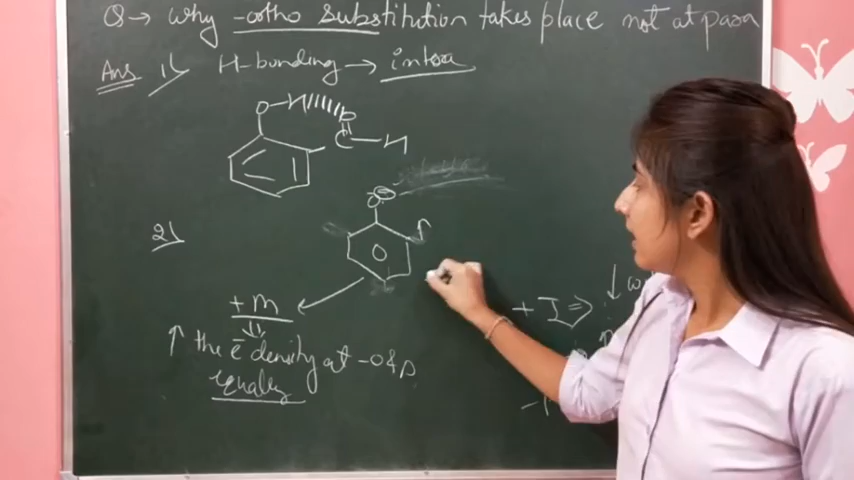 Q→ why -ortho substitution takes place not at para
Ans 1) H-bonding → intra
O-H
C-H
2)
O
+m
+I ⇒ ↓
↑ the e̅ density at -o & p
equally